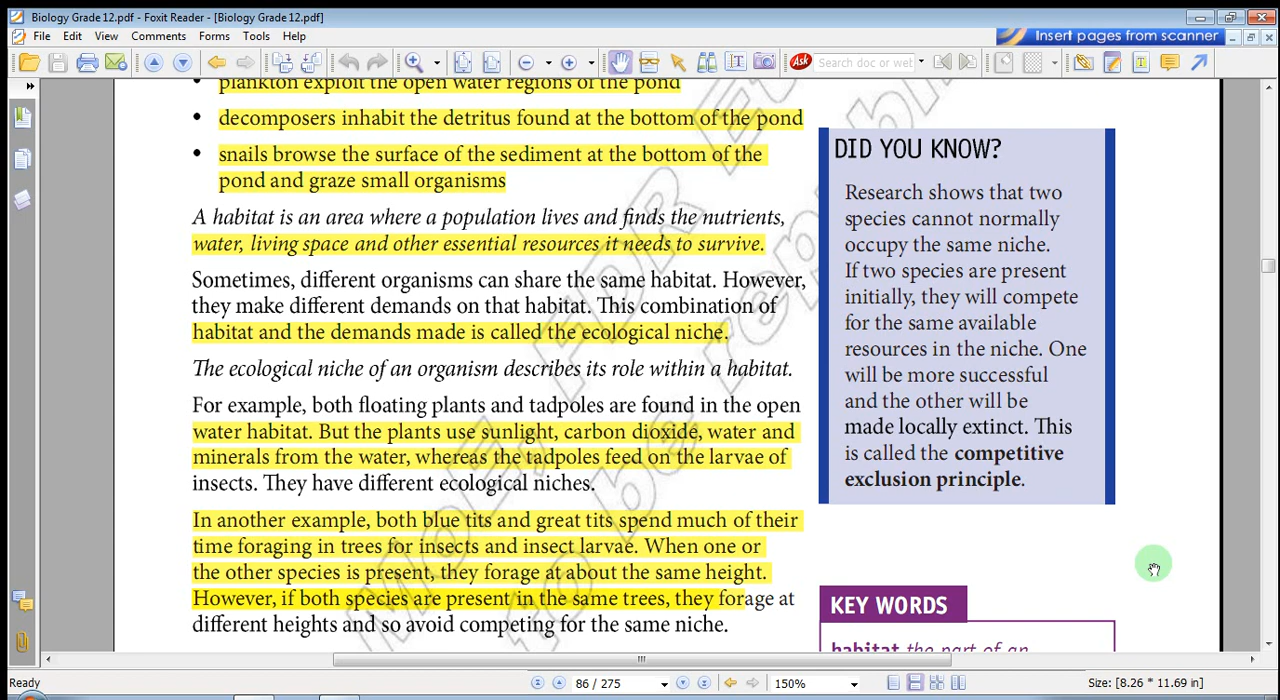 Biology Grade 12.pdf - Foxit Reader - [Biology Grade 12.pdf]
File Edit View Comments Forms Tools Help
Insert pages from scanner
Ask Search doc or wel
plankton exploit the open water regions of the pond
• decomposers inhabit the detritus found at the bottom of the pond
• snails browse the surface of the sediment at the bottom of the
pond and graze small organisms
A habitat is an area where a population lives and finds the nutrients,
water, living space and other essential resources it needs to survive.
Sometimes, different organisms can share the same habitat. However,
they make different demands on that habitat. This combination of
habitat and the demands made is called the ecological niche.
The ecological niche of an organism describes its role within a habitat.
For example, both floating plants and tadpoles are found in the open
water habitat. But the plants use sunlight, carbon dioxide, water and
minerals from the water, whereas the tadpoles feed on the larvae of
insects. They have different ecological niches.
In another example, both blue tits and great tits spend much of their
time foraging in trees for insects and insect larvae. When one or
the other species is present, they forage at about the same height.
However, if both species are present in the same trees, they forage at
different heights and so avoid competing for the same niche.
DID YOU KNOW?
Research shows that two
species cannot normally
occupy the same niche.
If two species are present
initially, they will compete
for the same available
resources in the niche. One
will be more successful
and the other will be
made locally extinct. This
is called the competitive
exclusion principle.
KEY WORDS
habitat the part of an
MoE, FDR
to be
Ready
86 / 275
150%
Size: [8.26 * 11.69 in]